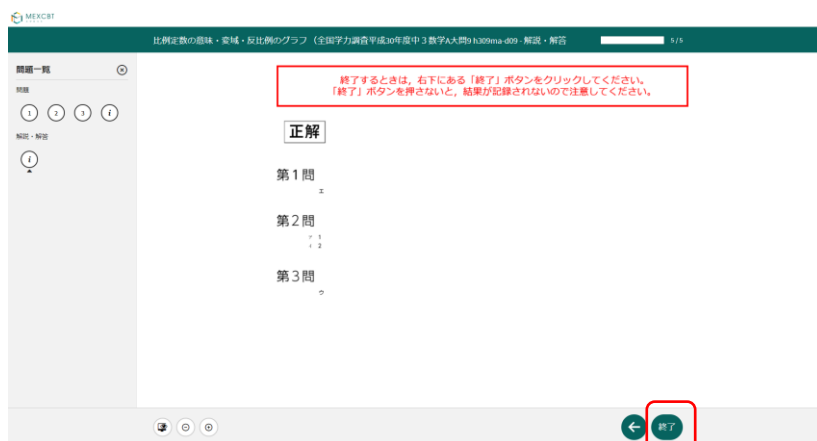 MEXCBT
比例定数の意味・変域・反比例のグラフ（全国学力調査平成30年度中３数学A大問9 h309ma-d09 - 解説・解答
5 / 5
問題一覧
問題
1 2 3 i
解説・解答
i
終了するときは，右下にある「終了」ボタンをクリックしてください。
「終了」ボタンを押さないと，結果が記録されないので注意してください。
正解
第１問
エ
第２問
ア 1
イ 2
第３問
ウ
終了